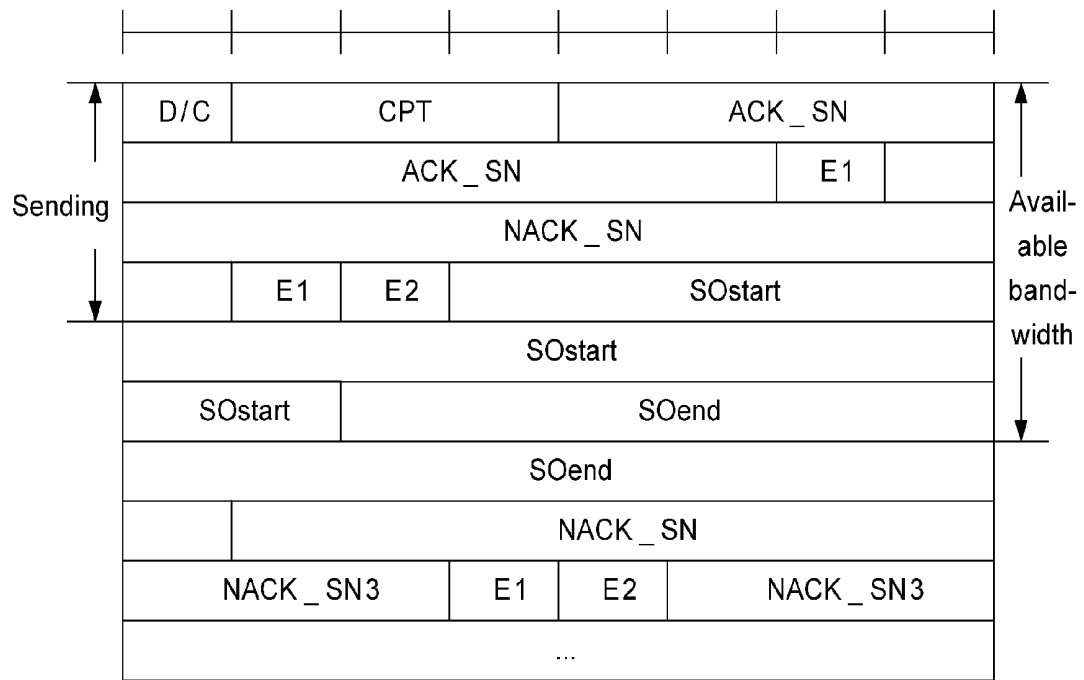 D/C CPT ACK _ SN
ACK _ SN E1
Sending
NACK _ SN
E1 E2 SOstart
SOstart
SOstart SOend
SOend
NACK _ SN
NACK _ SN3 E1 E2 NACK _ SN3
...
Avail-
able
band-
width